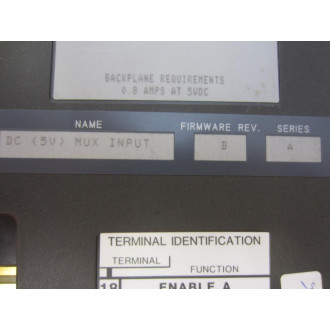 BACKPLANE REQUIREMENTS
0.8 AMPS AT 5VDC
NAME FIRMWARE REV. SERIES
DC (5V) MUX INPUT B A
TERMINAL IDENTIFICATION
TERMINAL
FUNCTION
18 ENABLE A